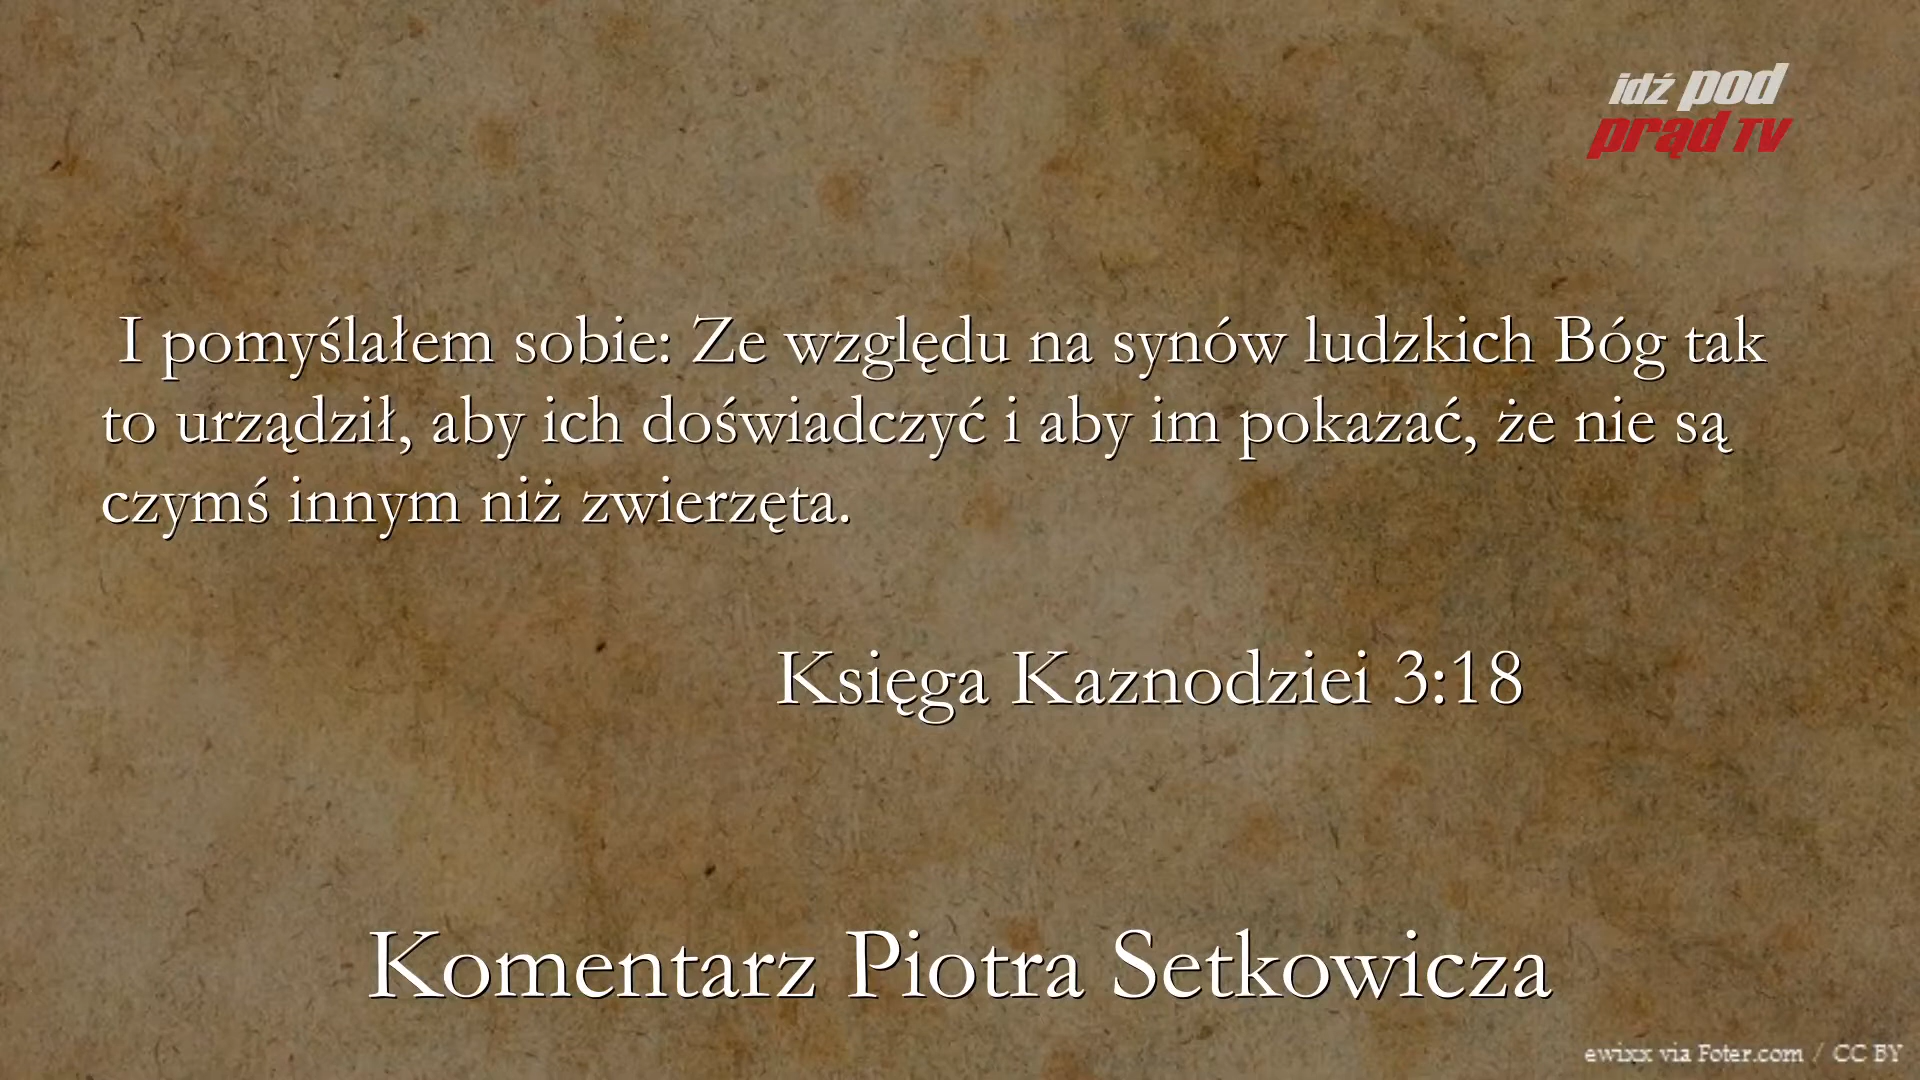 idź pod
prąd TV
I pomyślałem sobie: Ze względu na synów ludzkich Bóg tak
to urządził, aby ich doświadczyć i aby im pokazać, że nie są
czymś innym niż zwierzęta.
Księga Kaznodziei 3:18
Komentarz Piotra Setkowicza
ewixx via Foter.com / CC BY